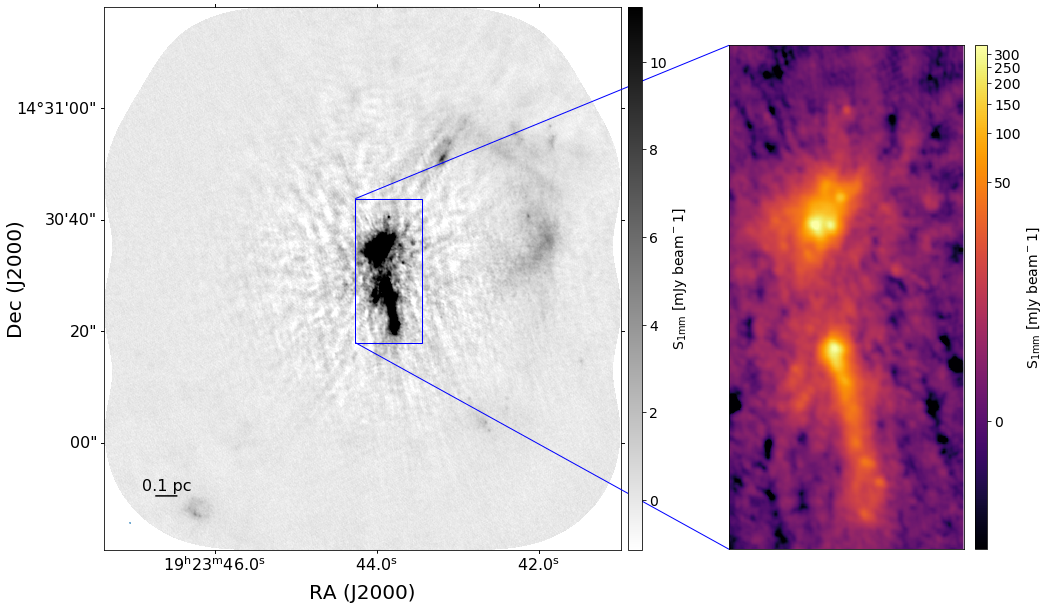 14°31'00"
30'40"
20"
00"
Dec (J2000)
0.1 pc
19ʰ23ᵐ46.0ˢ
44.0ˢ
42.0ˢ
RA (J2000)
10
8
6
4
2
0
S₁ₘₘ [mJy beam⁻1]
300
250
200
150
100
50
0
S₁ₘₘ [mJy beam⁻1]